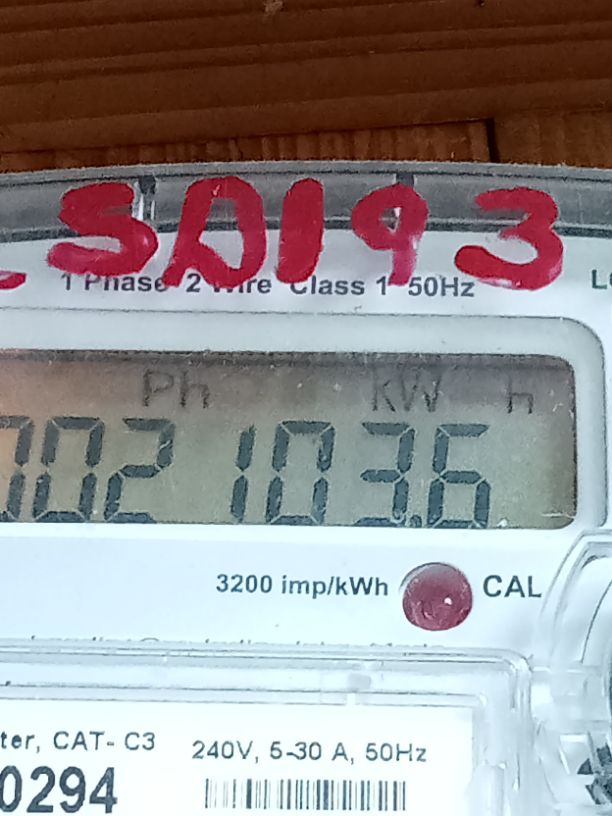 SD193
1 Phase 2 Wire Class 1 50Hz
Ph kW h
002103.6
3200 imp/kWh CAL
ter, CAT- C3
240V, 5-30 A, 50Hz
0294